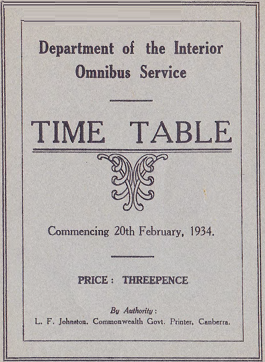 Department of the Interior
Omnibus Service
TIME TABLE
Commencing 20th February, 1934.
PRICE: THREEPENCE
By Authority:
L. F. Johnston, Commonwealth Govt. Printer, Canberra.